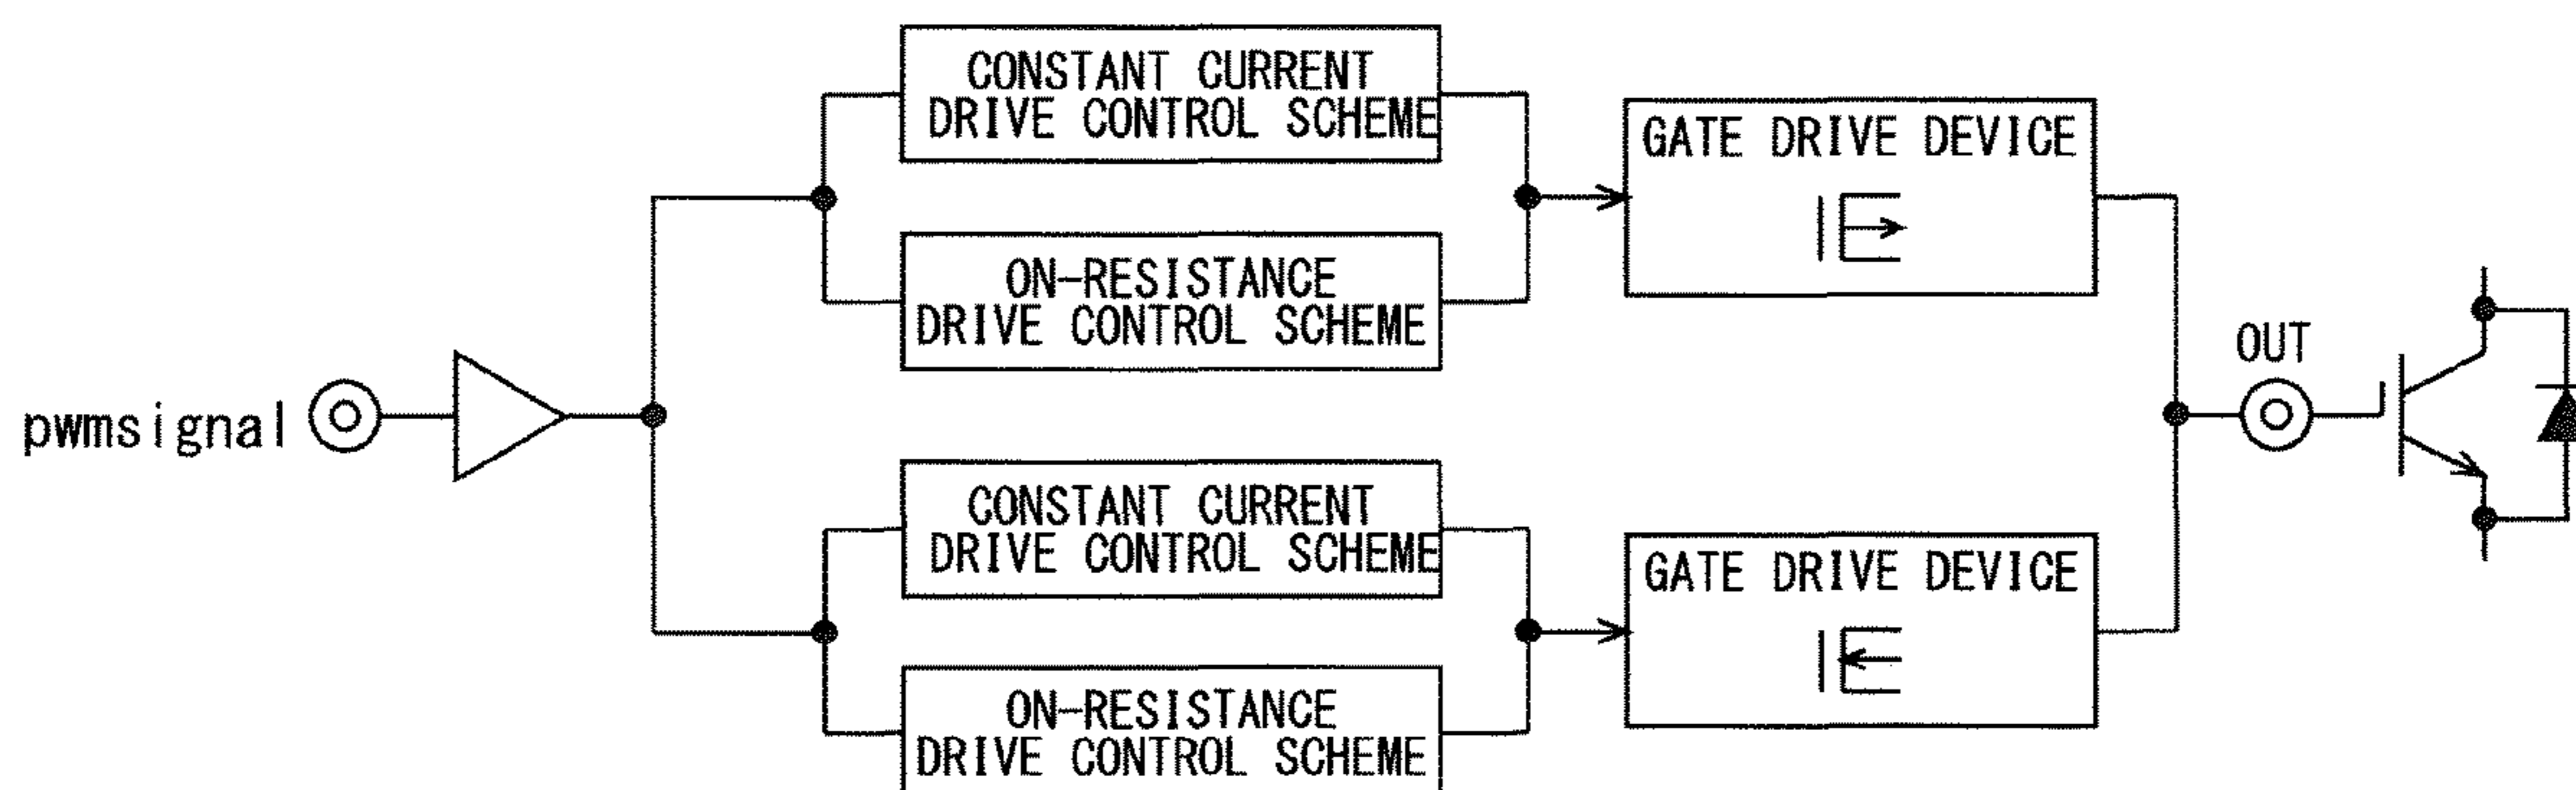 CONSTANT CURRENT
DRIVE CONTROL SCHEME
GATE DRIVE DEVICE
ON-RESISTANCE
DRIVE CONTROL SCHEME
OUT
pwmsignal
CONSTANT CURRENT
DRIVE CONTROL SCHEME
GATE DRIVE DEVICE
ON-RESISTANCE
DRIVE CONTROL SCHEME